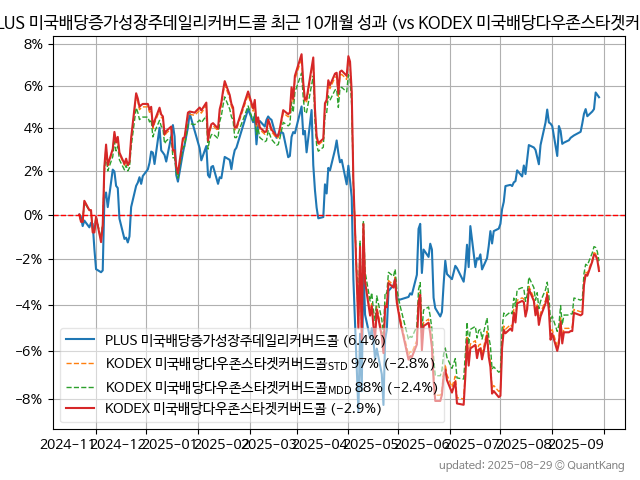 PLUS 미국배당증가성장주데일리커버드콜 최근 10개월 성과 (vs KODEX 미국배당다우존스타겟커
8%
6%
4%
2%
0%
−2%
−4%
−6%
−8%
PLUS 미국배당증가성장주데일리커버드콜 (6.4%)
KODEX 미국배당다우존스타겟커버드콜STD 97% (−2.8%)
KODEX 미국배당다우존스타겟커버드콜MDD 88% (−2.4%)
KODEX 미국배당다우존스타겟커버드콜 (−2.9%)
2024-11 2024-12 2025-01 2025-02 2025-03 2025-04 2025-05 2025-06 2025-07 2025-08 2025-09
updated: 2025-08-29 © QuantKang